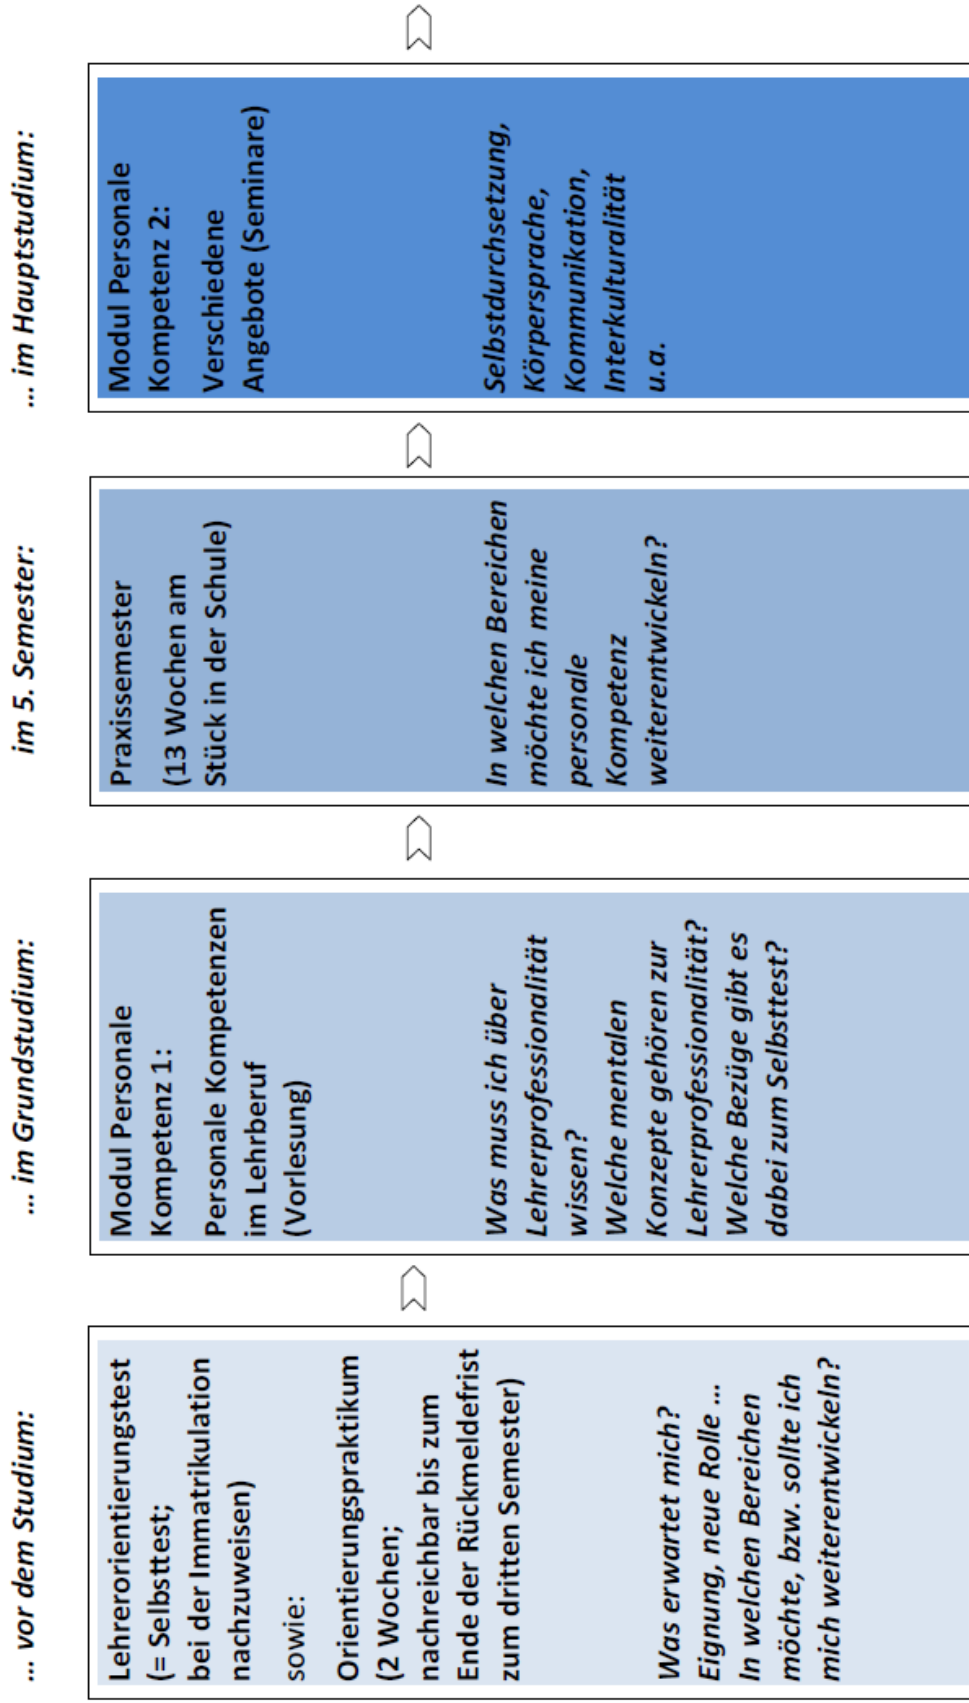 ... vor dem Studium:
Lehrerorientierungstest
(= Selbsttest;
bei der Immatrikulation
nachzuweisen)
sowie:
Orientierungspraktikum
(2 Wochen;
nachreichbar bis zum
Ende der Rückmeldefrist
zum dritten Semester)
Was erwartet mich?
Eignung, neue Rolle ...
In welchen Bereichen
möchte, bzw. sollte ich
mich weiterentwickeln?
... im Grundstudium:
Modul Personale
Kompetenz 1:
Personale Kompetenzen
im Lehrberuf
(Vorlesung)
Was muss ich über
Lehrerprofessionalität
wissen?
Welche mentalen
Konzepte gehören zur
Lehrerprofessionalität?
Welche Bezüge gibt es
dabei zum Selbsttest?
im 5. Semester:
Praxissemester
(13 Wochen am
Stück in der Schule)
In welchen Bereichen
möchte ich meine
personale
Kompetenz
weiterentwickeln?
... im Hauptstudium:
Modul Personale
Kompetenz 2:
Verschiedene
Angebote (Seminare)
Selbstdurchsetzung,
Körpersprache,
Kommunikation,
Interkulturalität
u.a.